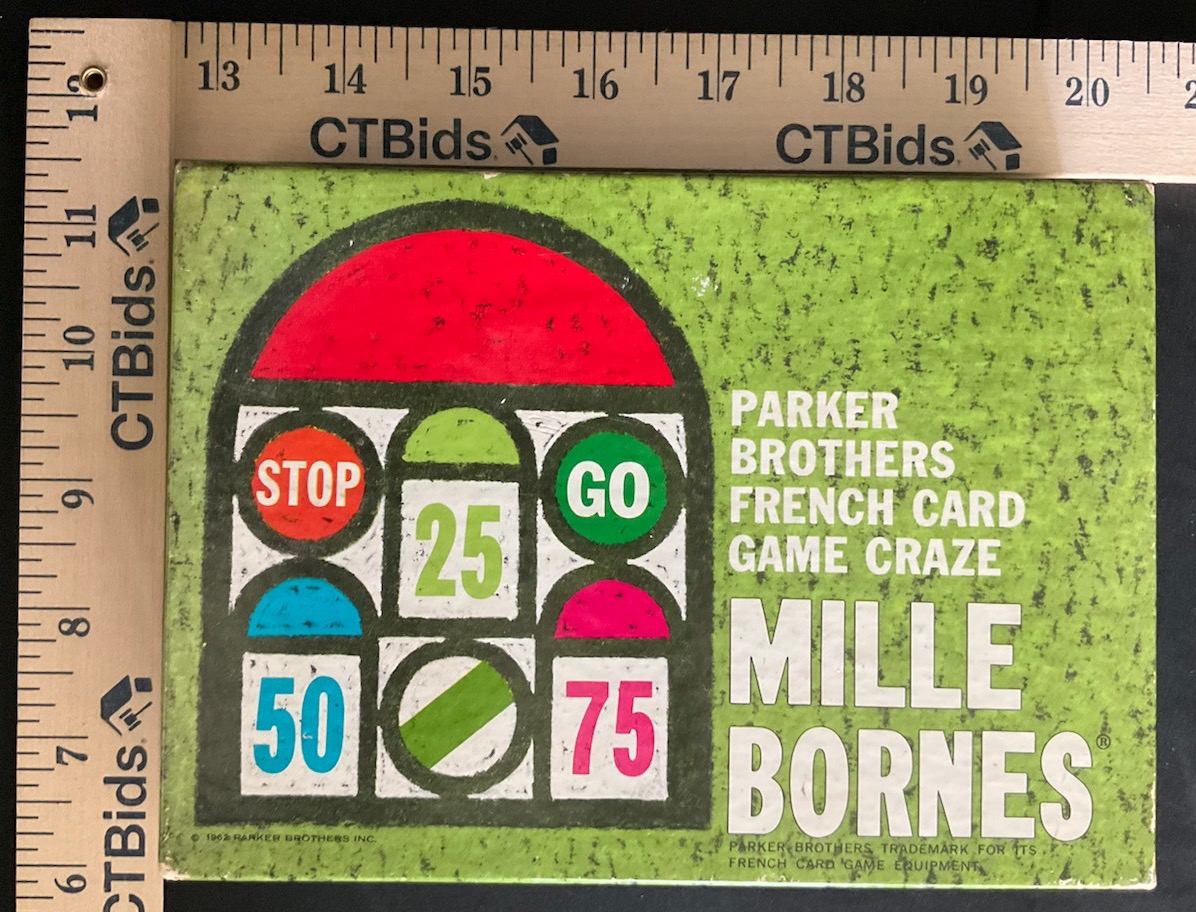 13 14 15 16 17 18 19 20
CTBids. CTBids.
12
11
10
9
8
7
6
CTBids.
CTBids.
PARKER
BROTHERS
FRENCH CARD
GAME CRAZE
MILLE
BORNES®
STOP
25
GO
50
75
© 1962 PARKER BROTHERS INC.
PARKER BROTHERS TRADEMARK FOR ITS
FRENCH CARD GAME EQUIPMENT